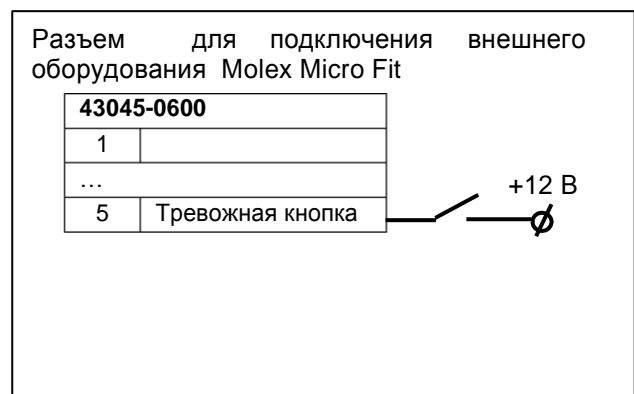 Разъем для подключения внешнего
оборудования Molex Micro Fit
43045-0600
1
...
5 Тревожная кнопка
+12 В